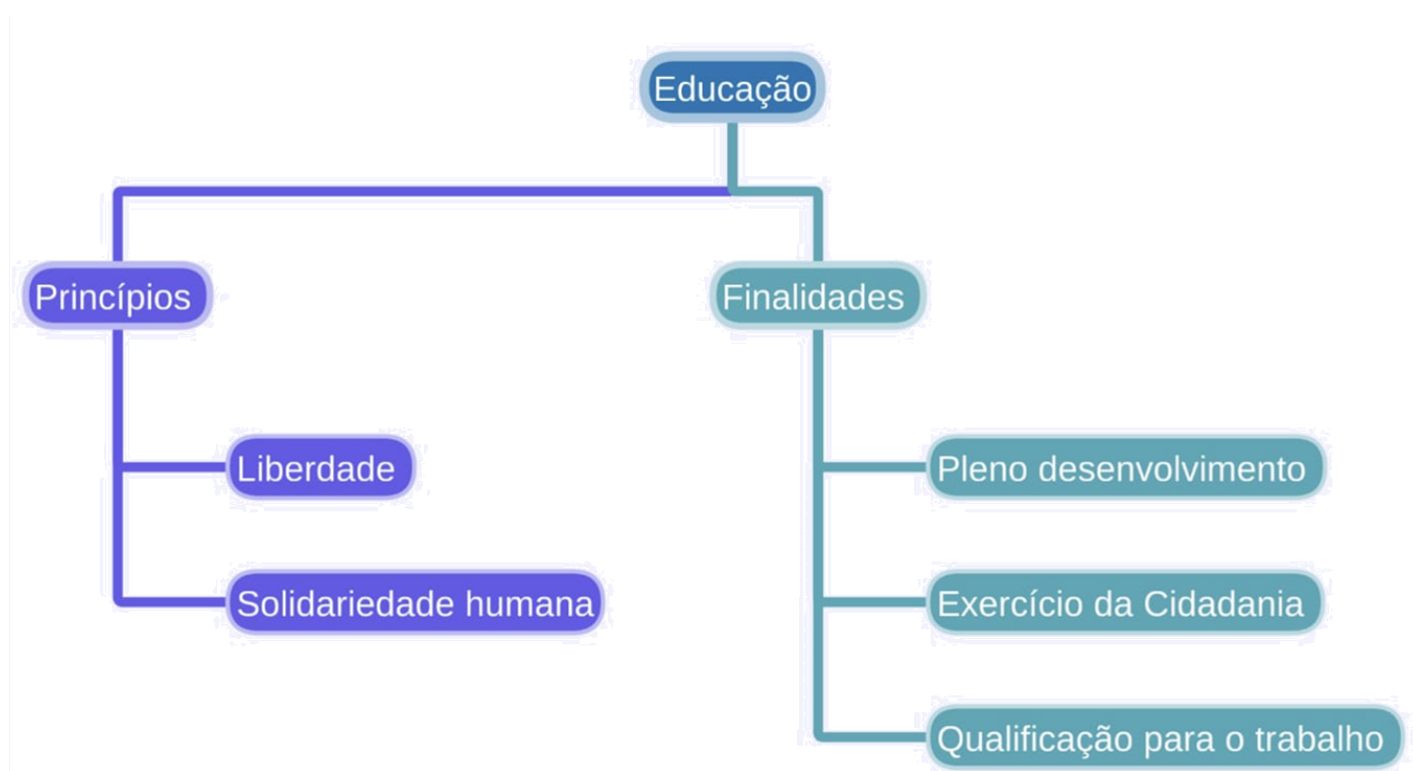 Educação
Princípios
Liberdade
Solidariedade humana
Finalidades
Pleno desenvolvimento
Exercício da Cidadania
Qualificação para o trabalho